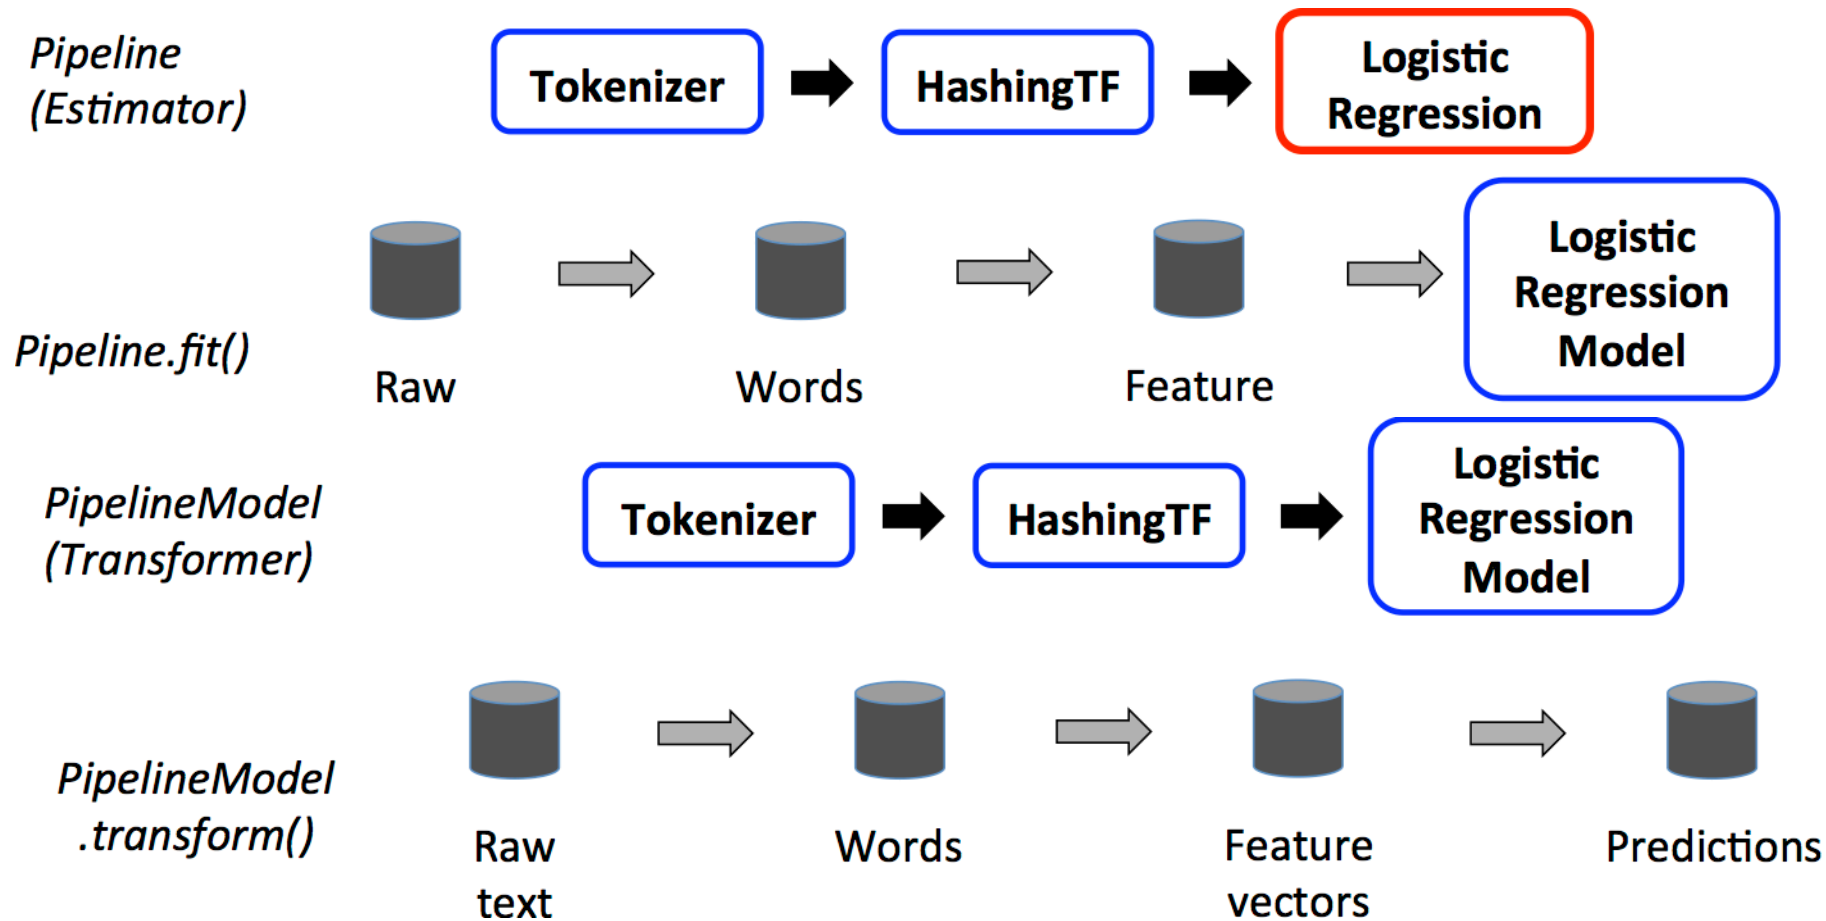 Pipeline
(Estimator)
Tokenizer
HashingTF
Logistic
Regression
Pipeline.fit()
Raw
Words
Feature
Logistic
Regression
Model
PipelineModel
(Transformer)
Tokenizer
HashingTF
Logistic
Regression
Model
PipelineModel
.transform()
Raw
text
Words
Feature
vectors
Predictions